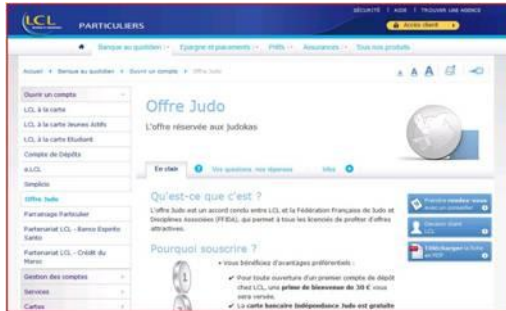 SÉCURITÉ | AIDE | TROUVER UNE AGENCE
LCL PARTICULIERS
Accès client
Banque au quotidien Epargne et placements Prêts Assurances Tous nos produits
Accueil Banque au quotidien Ouvrir un compte Offre Judo
A A A
Ouvrir un compte
LCL à la carte
LCL à la carte Jeunes Actifs
LCL à la carte Etudiant
Compte de Dépôts
e.LCL
Simplicio
Offre Judo
Parrainage Particulier
Partenariat LCL - Banco Espirito
Santo
Partenariat LCL - Crédit du
Maroc
Gestion des comptes
Services
Cartes
Offre Judo
L'offre réservée aux judokas
En clair ? Vos questions, nos réponses Infos +
Qu'est-ce que c'est ?
L'offre Judo est un accord conclu entre LCL et la Fédération Française de Judo et
Disciplines Associées (FFJDA), qui permet à tous les licenciés de profiter d'offres
attractives.
Pourquoi souscrire ?
1
• Vous bénéficiez d'avantages préférentiels :
✔ Pour toute ouverture d'un premier compte de dépôt
chez LCL, une prime de bienvenue de 30 € vous
sera versée.
✔ La carte bancaire Indépendance Judo est gratuite
Prendre rendez-vous
avec un conseiller
LCL
Télécharger la fiche
en PDF